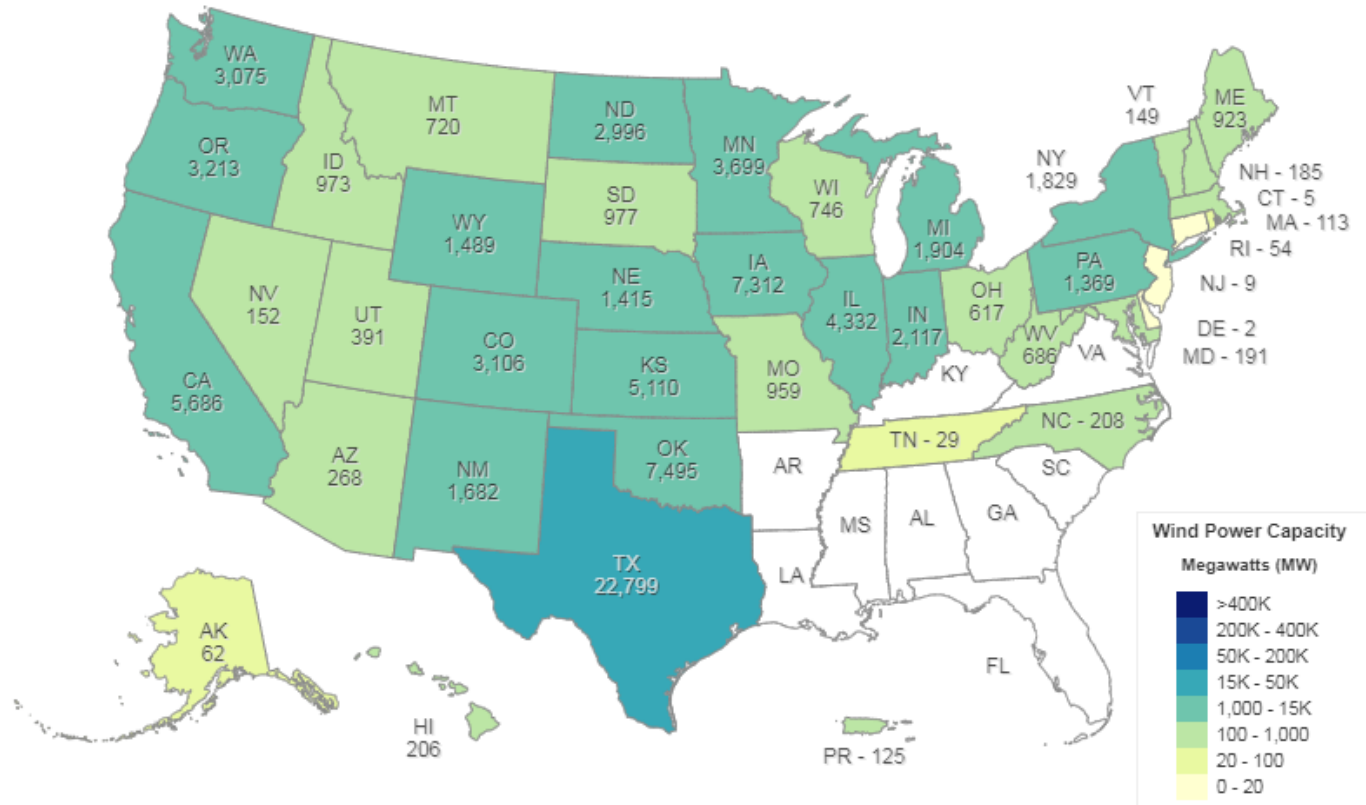 WA
3,075
MT
720
ND
2,996
MN
3,699
VT
149
ME
923
OR
3,213
ID
973
SD
977
WI
746
NY
1,829
NH - 185
CT - 5
MA - 113
RI - 54
WY
1,489
MI
1,904
NE
1,415
IA
7,312
IL
4,332
IN
2,117
OH
617
PA
1,369
NJ - 9
NV
152
UT
391
CO
3,106
KS
5,110
MO
959
WV
686
VA
DE - 2
MD - 191
CA
5,686
KY
TN - 29
NC - 208
AZ
268
NM
1,682
OK
7,495
AR
SC
MS
AL
GA
TX
22,799
LA
FL
AK
62
HI
206
PR - 125
Wind Power Capacity
Megawatts (MW)
>400K
200K - 400K
50K - 200K
15K - 50K
1,000 - 15K
100 - 1,000
20 - 100
0 - 20